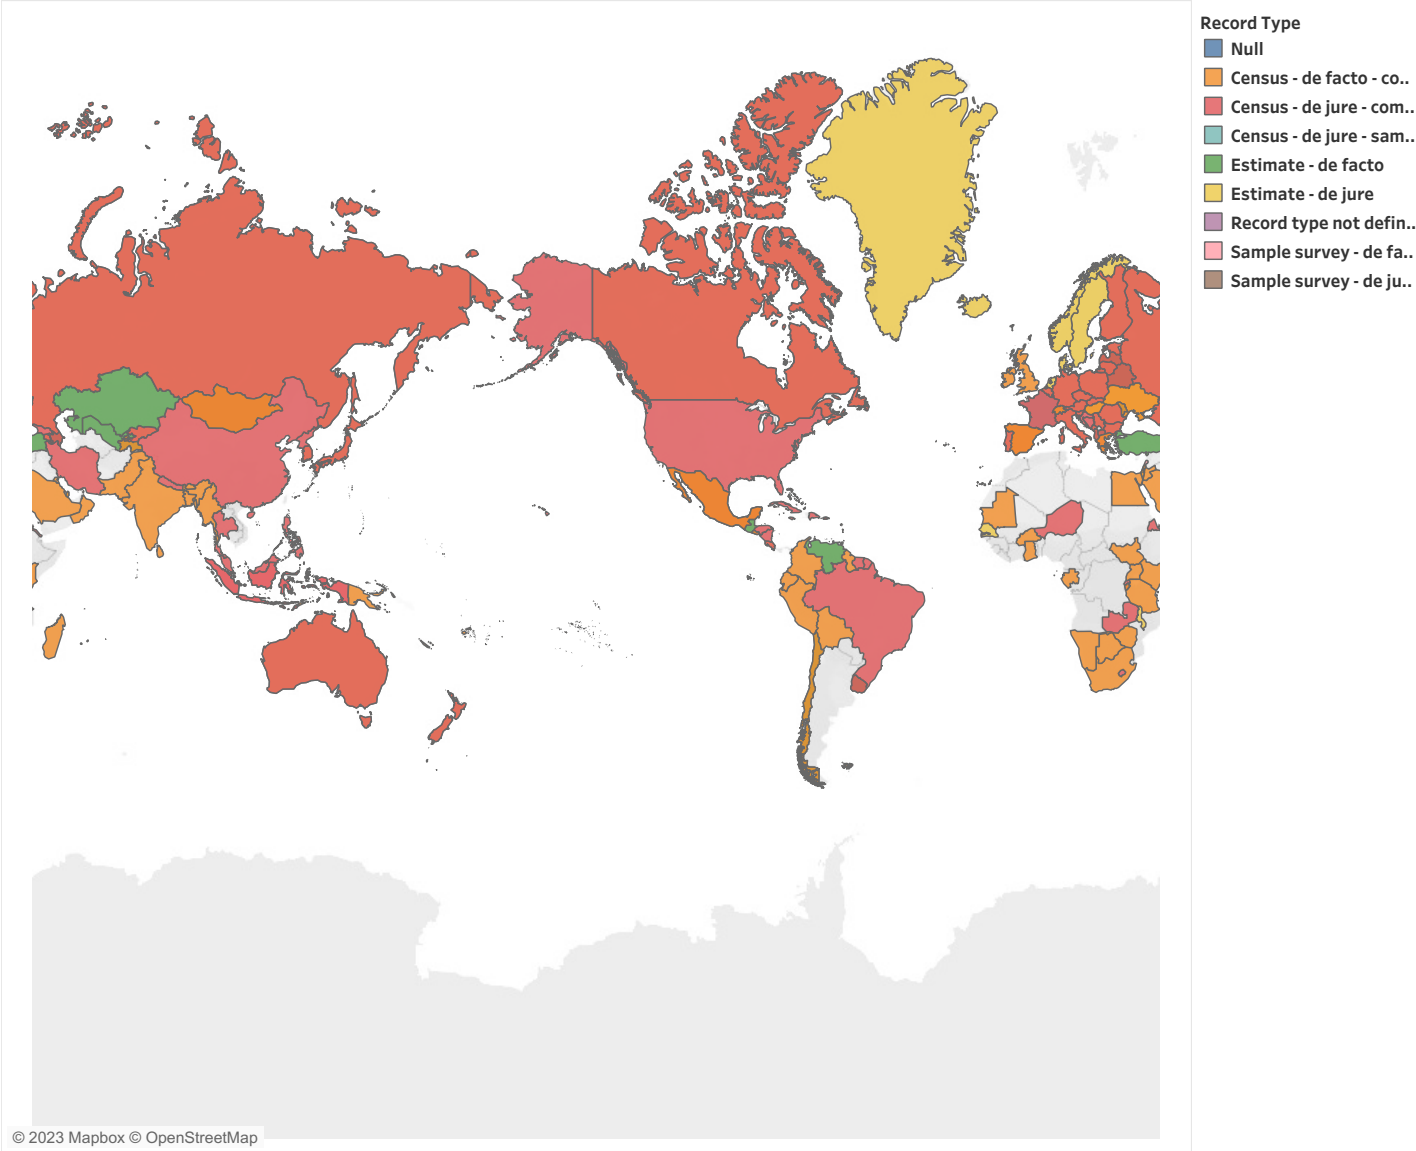 Record Type
Null
Census - de facto - co..
Census - de jure - com..
Census - de jure - sam..
Estimate - de facto
Estimate - de jure
Record type not defin..
Sample survey - de fa..
Sample survey - de ju..
© 2023 Mapbox © OpenStreetMap